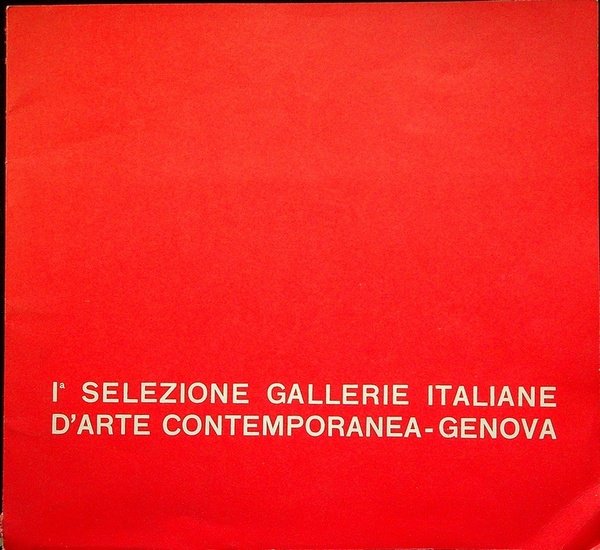 Iª SELEZIONE GALLERIE ITALIANE
D'ARTE CONTEMPORANEA-GENOVA